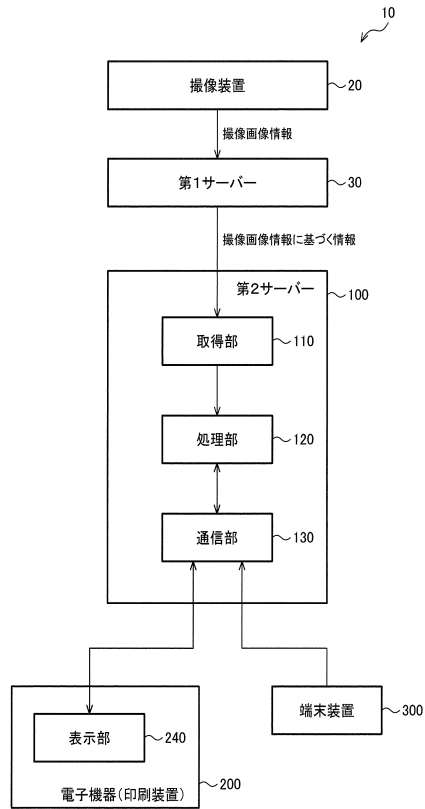 10
撮像装置
20
撮像画像情報
第1サーバー
30
撮像画像情報に基づく情報
第2サーバー
100
取得部
110
処理部
120
通信部
130
表示部
240
電子機器(印刷装置)
200
端末装置
300